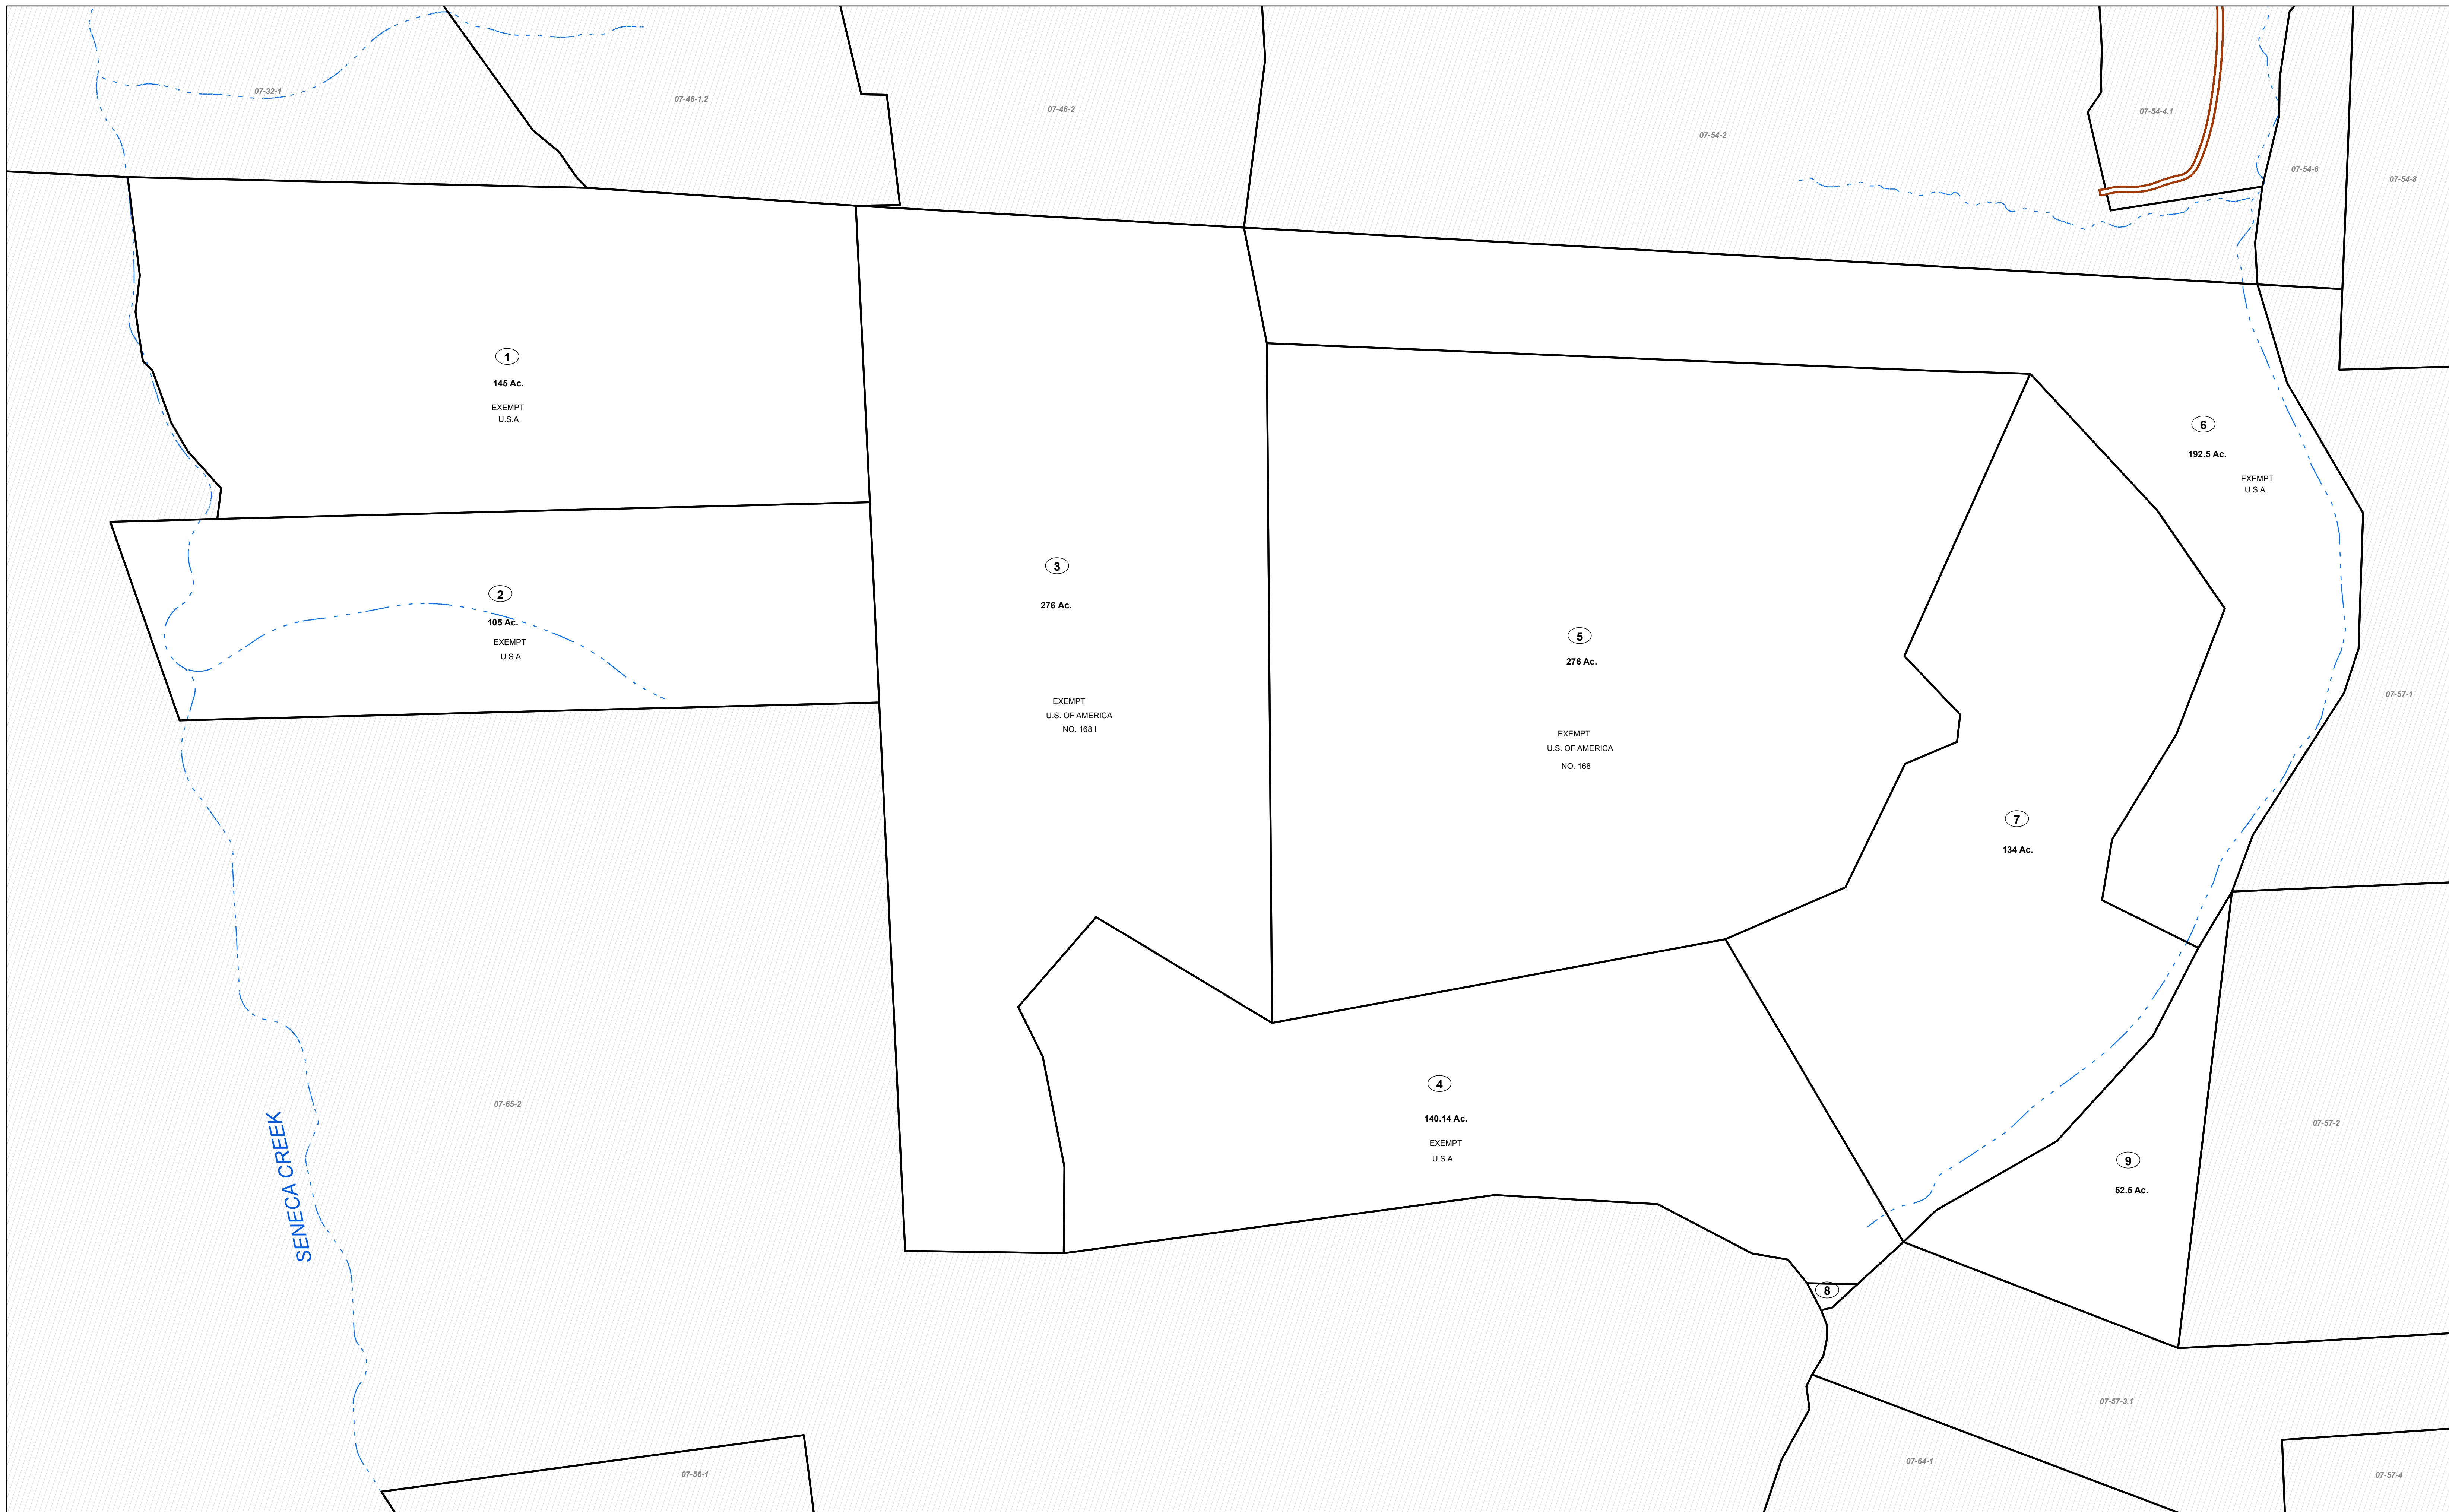 07-32-1
07-46-1.2
07-46-2
07-54-2
07-54-4.1
07-54-6
07-54-8
1
145 Ac.
EXEMPT
U.S.A
6
192.5 Ac.
EXEMPT
U.S.A.
3
276 Ac.
EXEMPT
U.S. OF AMERICA
NO. 168 I
2
105 Ac.
EXEMPT
U.S.A
5
276 Ac.
EXEMPT
U.S. OF AMERICA
NO. 168
07-57-1
7
134 Ac.
4
140.14 Ac.
EXEMPT
U.S.A.
07-65-2
SENECA CREEK
07-57-2
9
52.5 Ac.
8
07-57-3.1
07-56-1
07-64-1
07-57-4